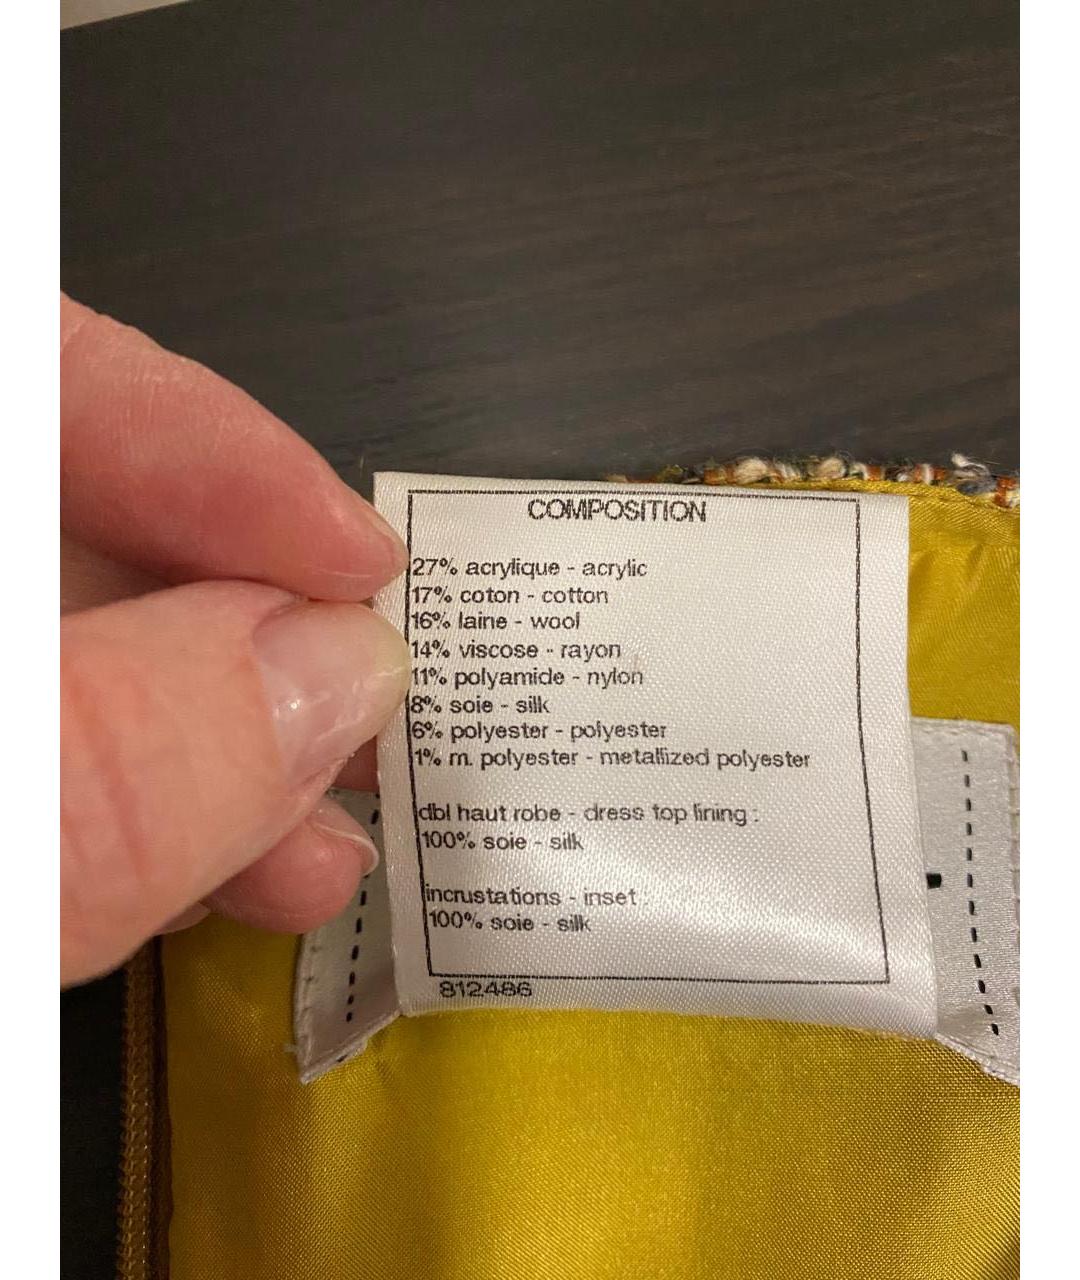 COMPOSITION
27% acrylique - acrylic
17% coton - cotton
16% laine - wool
14% viscose - rayon
11% polyamide - nylon
8% soie - silk
6% polyester - polyester
1% m. polyester - metallized polyester
dbl haut robe - dress top lining :
100% soie - silk
incrustations - inset :
100% soie - silk
812486